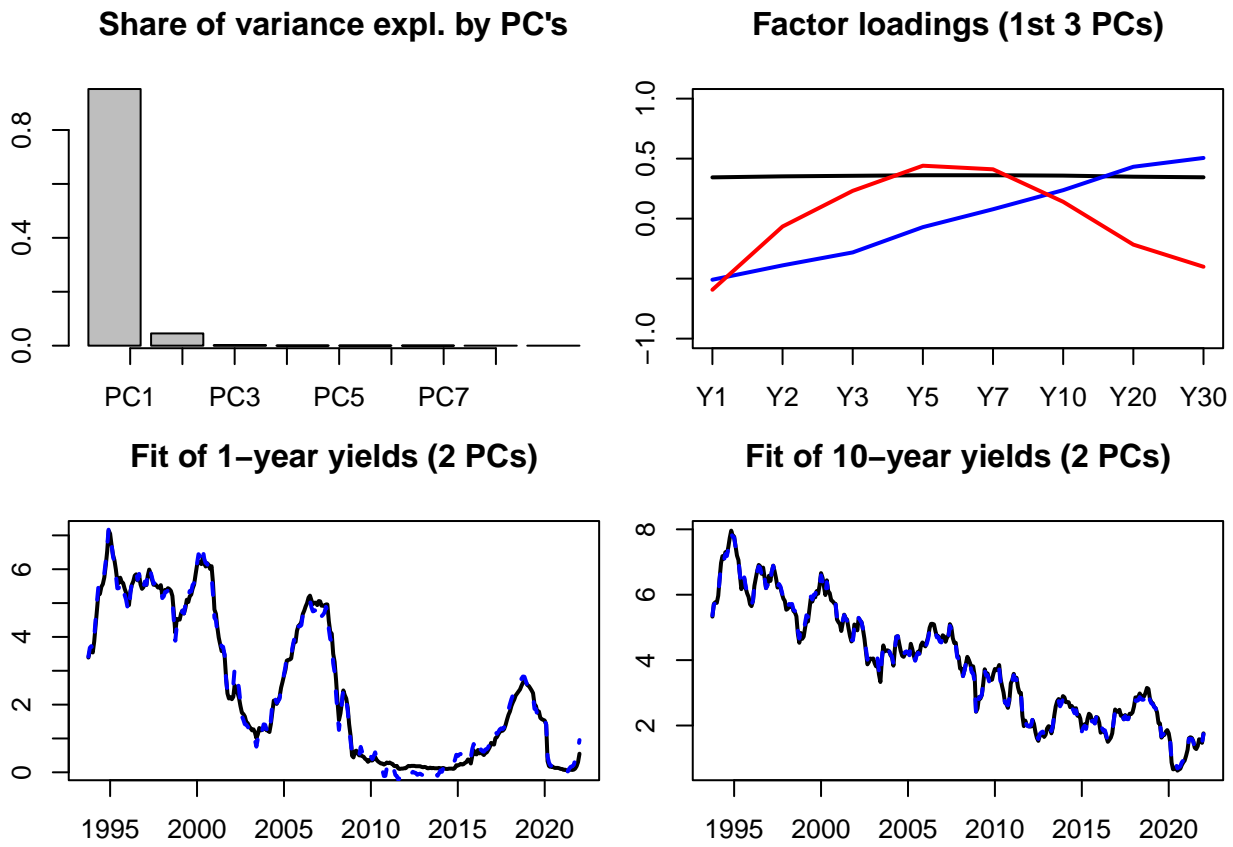 Share of variance expl. by PC's
0.8
0.4
0.0
PC1 PC3 PC5 PC7
Factor loadings (1st 3 PCs)
1.0
0.5
0.0
−1.0
Y1 Y2 Y3 Y5 Y7 Y10 Y20 Y30
Fit of 1−year yields (2 PCs)
6
4
2
0
1995 2000 2005 2010 2015 2020
Fit of 10−year yields (2 PCs)
8
6
4
2
1995 2000 2005 2010 2015 2020